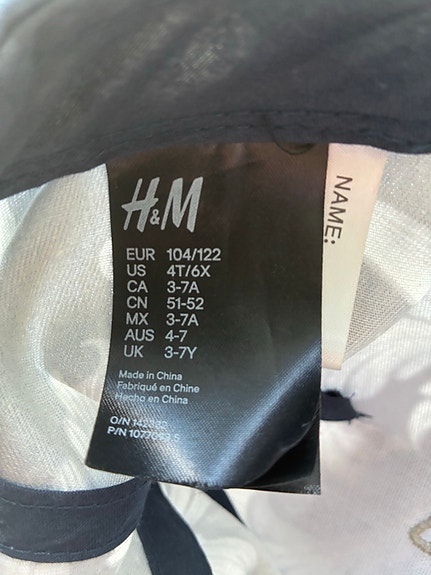 H&M
EUR 104/122
US 4T/6X
CA 3-7A
CN 51-52
MX 3-7A
AUS 4-7
UK 3-7Y
Made in China
Fabriqué en Chine
Hecho en China
O/N
P/N
NAME: